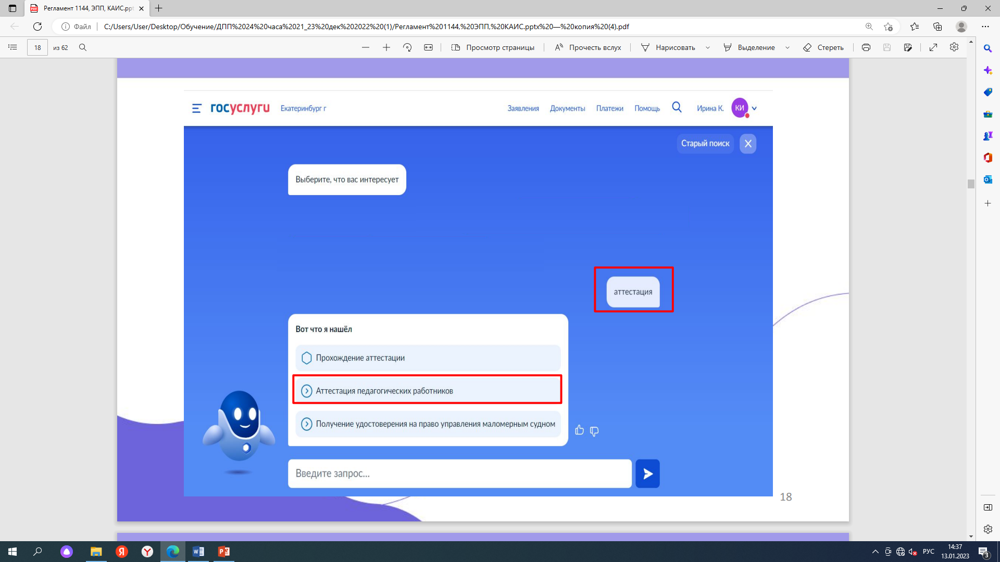 Регламент 1144, ЭПП, КАИС.ppt
Файл
C:/Users/User/Desktop/Обучение/ДПП%2024%20часа%2021_23%20дек%202022%20(1)/Регламент%201144,%20ЭПП,%20КАИС.pptx%20—%20копия%20(4).pdf
18 из 62
Просмотр страницы
Прочесть вслух
Нарисовать
Выделение
Стереть
госуслуги
Екатеринбург г
Заявления
Документы
Платежи
Помощь
Ирина К.
КИ
Старый поиск
Выберите, что вас интересует
аттестация
Вот что я нашёл
Прохождение аттестации
Аттестация педагогических работников
Получение удостоверения на право управления маломерным судном
Введите запрос...
18
РУС
14:37
13.01.2023
3